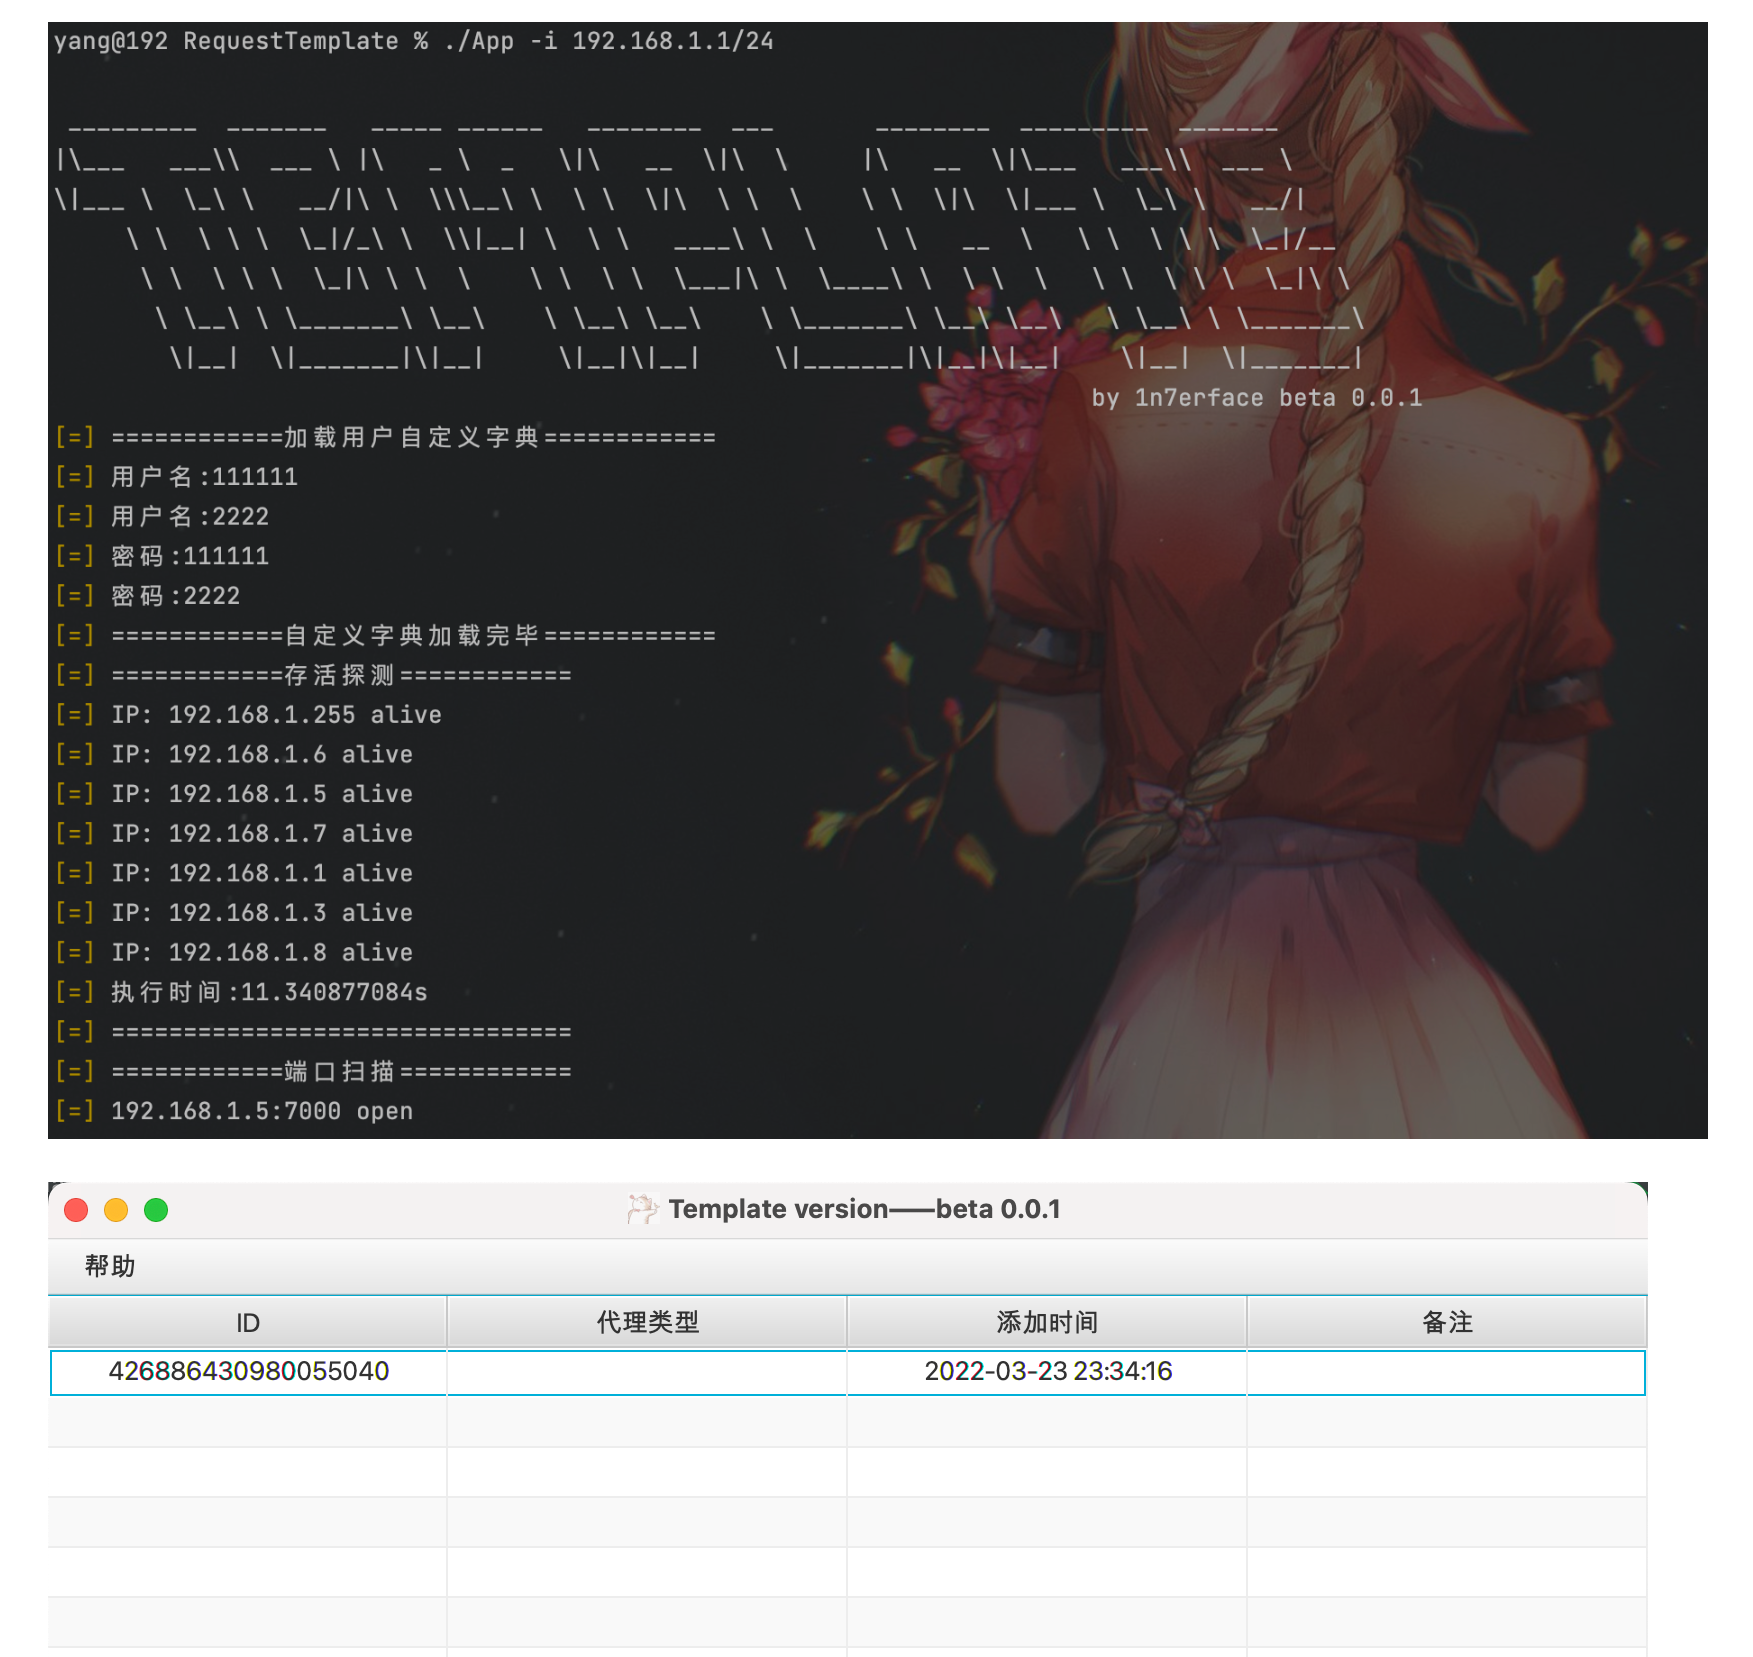 yang@192 RequestTemplate % ./App -i 192.168.1.1/24
TEMPLATE
by 1n7erface beta 0.0.1
[=] ============加载用户自定义字典============
[=] 用户名:111111
[=] 用户名:2222
[=] 密码:111111
[=] 密码:2222
[=] ============自定义字典加载完毕============
[=] ============存活探测============
[=] IP: 192.168.1.255 alive
[=] IP: 192.168.1.6 alive
[=] IP: 192.168.1.5 alive
[=] IP: 192.168.1.7 alive
[=] IP: 192.168.1.1 alive
[=] IP: 192.168.1.3 alive
[=] IP: 192.168.1.8 alive
[=] 执行时间:11.340877084s
[=] ================================
[=] ============端口扫描============
[=] 192.168.1.5:7000 open
Template version——beta 0.0.1
帮助
ID 代理类型 添加时间 备注
426886430980055040 2022-03-23 23:34:16